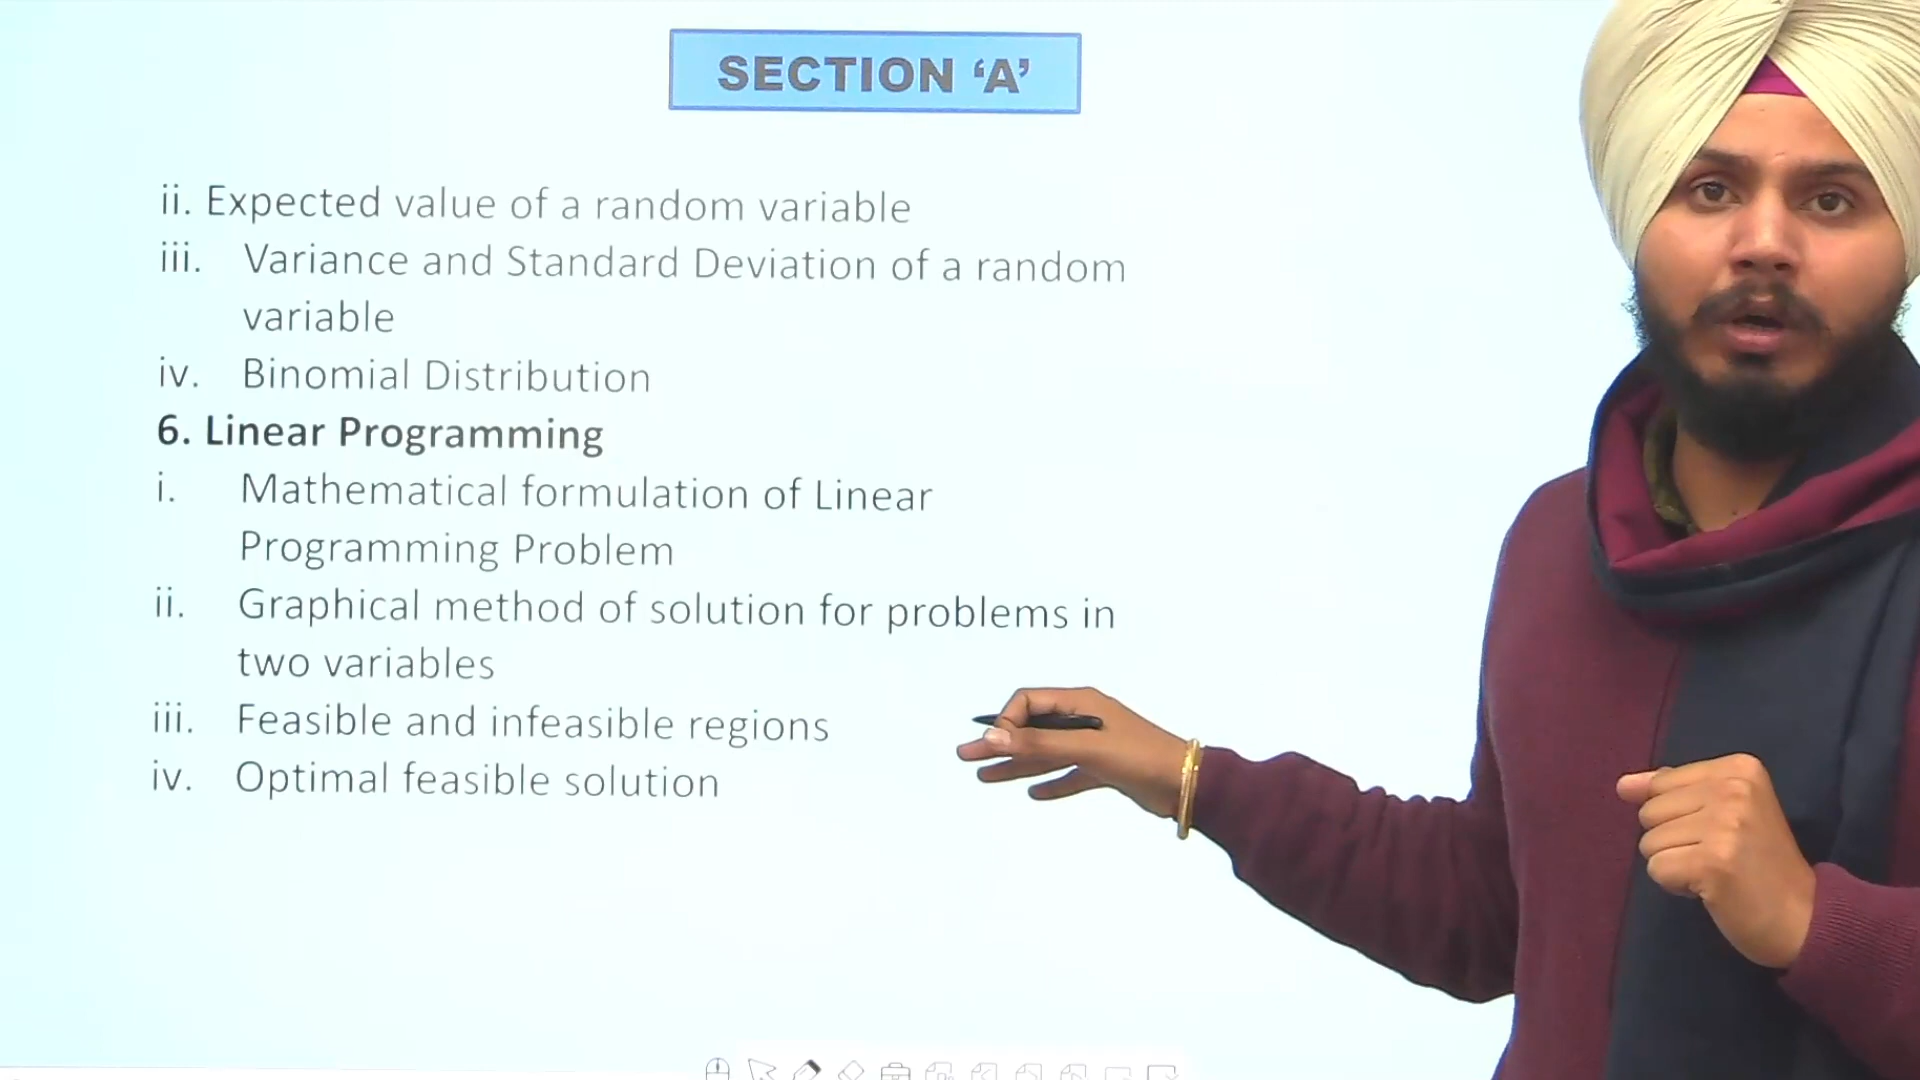 SECTION ‘A’
ii. Expected value of a random variable
iii. Variance and Standard Deviation of a random
variable
iv. Binomial Distribution
6. Linear Programming
i. Mathematical formulation of Linear
Programming Problem
ii. Graphical method of solution for problems in
two variables
iii. Feasible and infeasible regions
iv. Optimal feasible solution